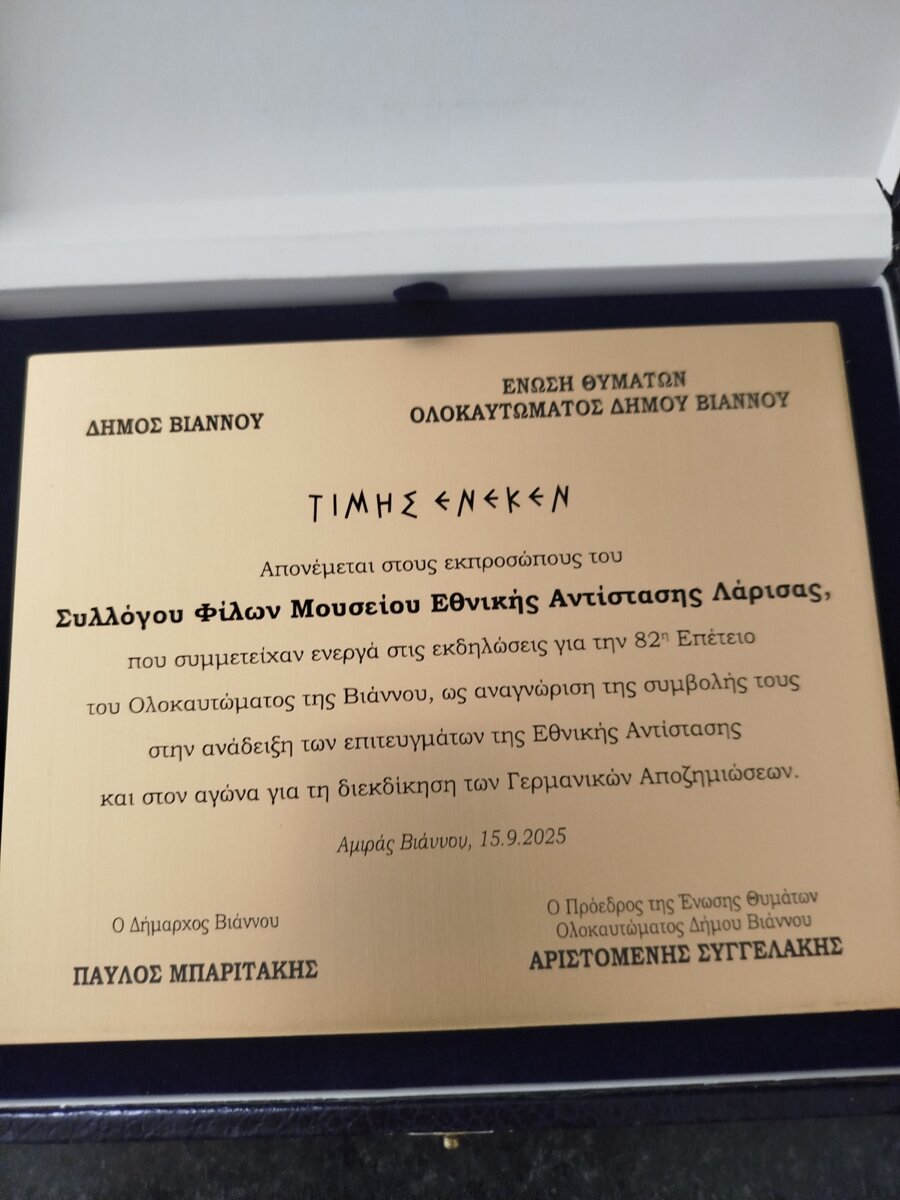 ΔΗΜΟΣ ΒΙΑΝΝΟΥ
ΕΝΩΣΗ ΘΥΜΑΤΩΝ
ΟΛΟΚΑΥΤΩΜΑΤΟΣ ΔΗΜΟΥ ΒΙΑΝΝΟΥ
ΤΙΜΗΣ ΕΝΕΚΕΝ
Απονέμεται στους εκπροσώπους του
Συλλόγου Φίλων Μουσείου Εθνικής Αντίστασης Λάρισας,
που συμμετείχαν ενεργά στις εκδηλώσεις για την 82η Επέτειο
του Ολοκαυτώματος της Βιάννου, ως αναγνώριση της συμβολής τους
στην ανάδειξη των επιτευγμάτων της Εθνικής Αντίστασης
και στον αγώνα για τη διεκδίκηση των Γερμανικών Αποζημιώσεων.
Αμιράς Βιάννου, 15.9.2025
Ο Δήμαρχος Βιάννου
ΠΑΥΛΟΣ ΜΠΑΡΙΤΑΚΗΣ
Ο Πρόεδρος της Ένωσης Θυμάτων
Ολοκαυτώματος Δήμου Βιάννου
ΑΡΙΣΤΟΜΕΝΗΣ ΣΥΓΓΕΛΑΚΗΣ